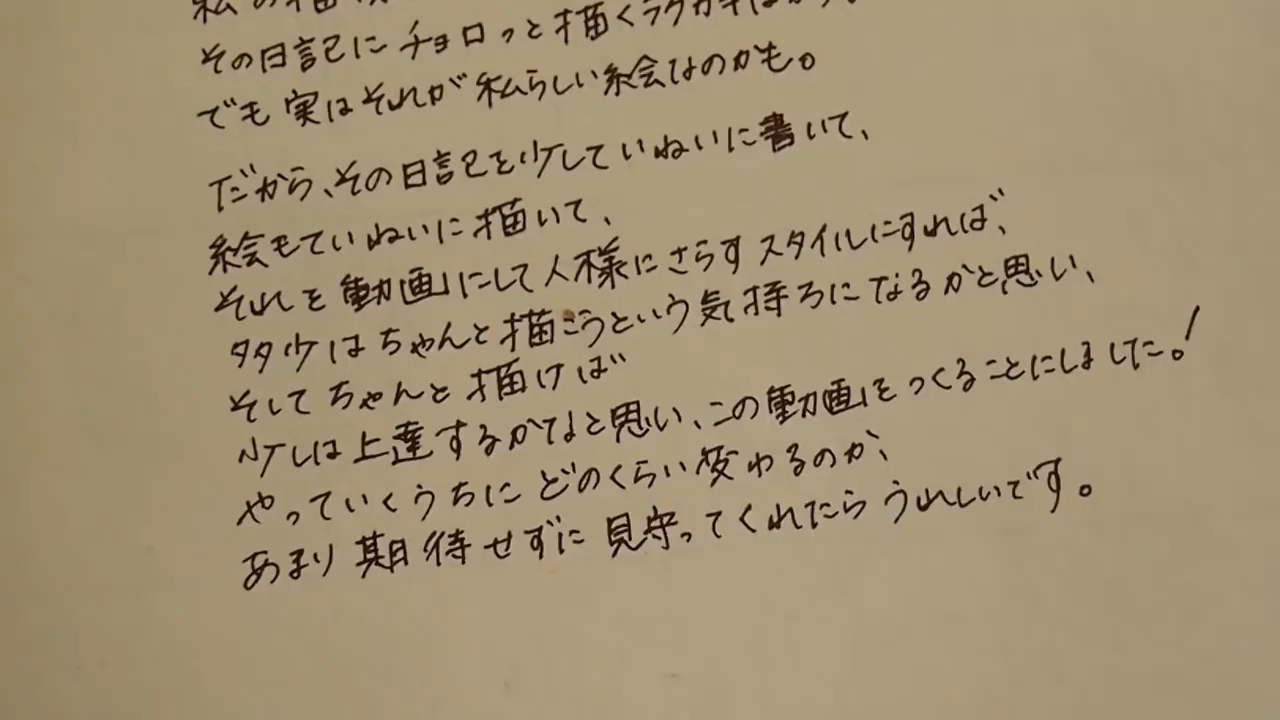 私の描
その日記にチョロッと描くラクガキばかり。
でも実はそれが私らしい絵なのかも。
だから、その日記を少していねいに書いて、
絵もていねいに描いて、
それを動画にして人様にさらすスタイルにすれば、
多少はちゃんと描こうという気持ちになるかと思い、
そしてちゃんと描けば
少しは上達するかなと思い、この動画をつくることにしました。!
やっていくうちにどのくらい変わるのか、
あまり期待せずに見守ってくれたらうれしいです。